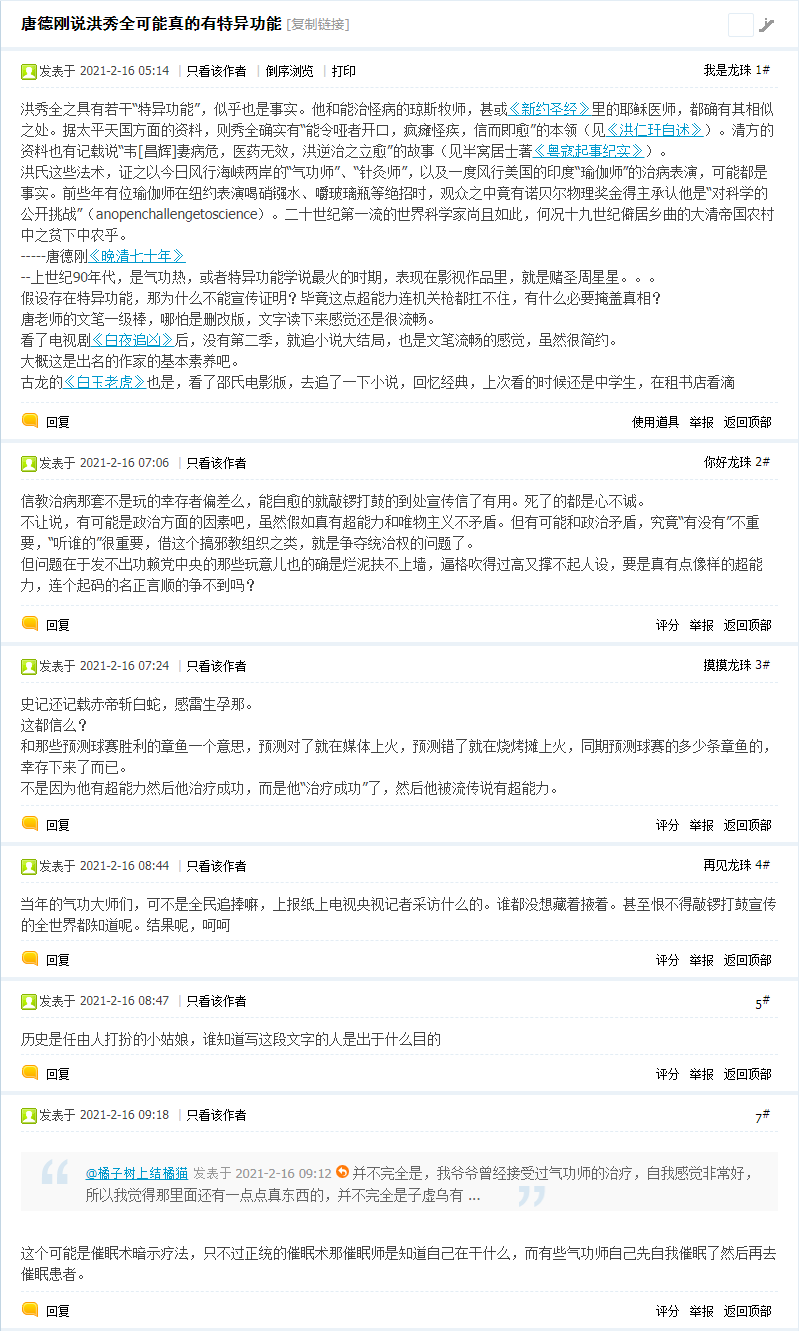 唐德刚说洪秀全可能真的有特异功能 [复制链接]
发表于 2021-2-16 05:14 | 只看该作者 | 倒序浏览 | 打印 我是龙珠 1#
洪秀全之具有若干“特异功能”，似乎也是事实。他和能治怪病的琼斯牧师，甚或《新约圣经》里的耶稣医师，都确有其相似
之处。据太平天国方面的资料，则秀全确实有“能令哑者开口，疯瘫怪疾，信而即愈”的本领（见《洪仁玕自述》）。清方的
资料也有记载说“韦[昌辉]妻病危，医药无效，洪逆治之立愈”的故事（见半窝居士著《粤寇起事纪实》）。
洪氏这些法术，证之以今日风行海峡两岸的“气功师”、“针灸师”，以及一度风行美国的印度“瑜伽师”的治病表演，可能都是
事实。前些年有位瑜伽师在纽约表演喝硝镪水、嚼玻璃瓶等绝招时，观众之中竟有诺贝尔物理奖金得主承认他是“对科学的
公开挑战”（anopenchallengetoscience）。二十世纪第一流的世界科学家尚且如此，何况十九世纪僻居乡曲的大清帝国农村
中之贫下中农乎。
-----唐德刚《晚清七十年》
--上世纪90年代，是气功热，或者特异功能学说最火的时期，表现在影视作品里，就是赌圣周星星。。。
假设存在特异功能，那为什么不能宣传证明？毕竟这点超能力连机关枪都扛不住，有什么必要掩盖真相？
唐老师的文笔一级棒，哪怕是删改版，文字读下来感觉还是很流畅。
看了电视剧《白夜追凶》后，没有第二季，就追小说大结局，也是文笔流畅的感觉，虽然很简约。
大概这是出名的作家的基本素养吧。
古龙的《白玉老虎》也是，看了邵氏电影版，去追了一下小说，回忆经典，上次看的时候还是中学生，在租书店看滴
回复 使用道具 举报 返回顶部
发表于 2021-2-16 07:06 | 只看该作者 你好龙珠 2#
信教治病那套不是玩的幸存者偏差么，能自愈的就敲锣打鼓的到处宣传信了有用。死了的都是心不诚。
不让说，有可能是政治方面的因素吧，虽然假如真有超能力和唯物主义不矛盾。但有可能和政治矛盾，究竟“有没有”不重
要，“听谁的”很重要，借这个搞邪教组织之类，就是争夺统治权的问题了。
但问题在于发不出功赖党中央的那些玩意儿也的确是烂泥扶不上墙，逼格吹得过高又撑不起人设，要是真有点像样的超能
力，连个起码的名正言顺的争不到吗？
回复 评分 举报 返回顶部
发表于 2021-2-16 07:24 | 只看该作者 摸摸龙珠 3#
史记还记载赤帝斩白蛇，感雷生孕那。
这都信么？
和那些预测球赛胜利的章鱼一个意思，预测对了就在媒体上火，预测错了就在烧烤摊上火，同期预测球赛的多少条章鱼的，
幸存下来了而已。
不是因为他有超能力然后他治疗成功，而是他“治疗成功”了，然后他被流传说有超能力。
回复 评分 举报 返回顶部
发表于 2021-2-16 08:44 | 只看该作者 再见龙珠 4#
当年的气功大师们，可不是全民追捧嘛，上报纸上电视央视记者采访什么的。谁都没想藏着掖着。甚至恨不得敲锣打鼓宣传
的全世界都知道呢。结果呢，呵呵
回复 评分 举报 返回顶部
发表于 2021-2-16 08:47 | 只看该作者 5#
历史是任由人打扮的小姑娘，谁知道写这段文字的人是出于什么目的
回复 评分 举报 返回顶部
发表于 2021-2-16 09:18 | 只看该作者 7#
@橘子树上结橘猫 发表于 2021-2-16 09:12 并不完全是，我爷爷曾经接受过气功师的治疗，自我感觉非常好，
所以我觉得那里面还有一点点真东西的，并不完全是子虚乌有 ...
这个可能是催眠术暗示疗法，只不过正统的催眠术那催眠师是知道自己在干什么，而有些气功师自己先自我催眠了然后再去
催眠患者。
回复 评分 举报 返回顶部